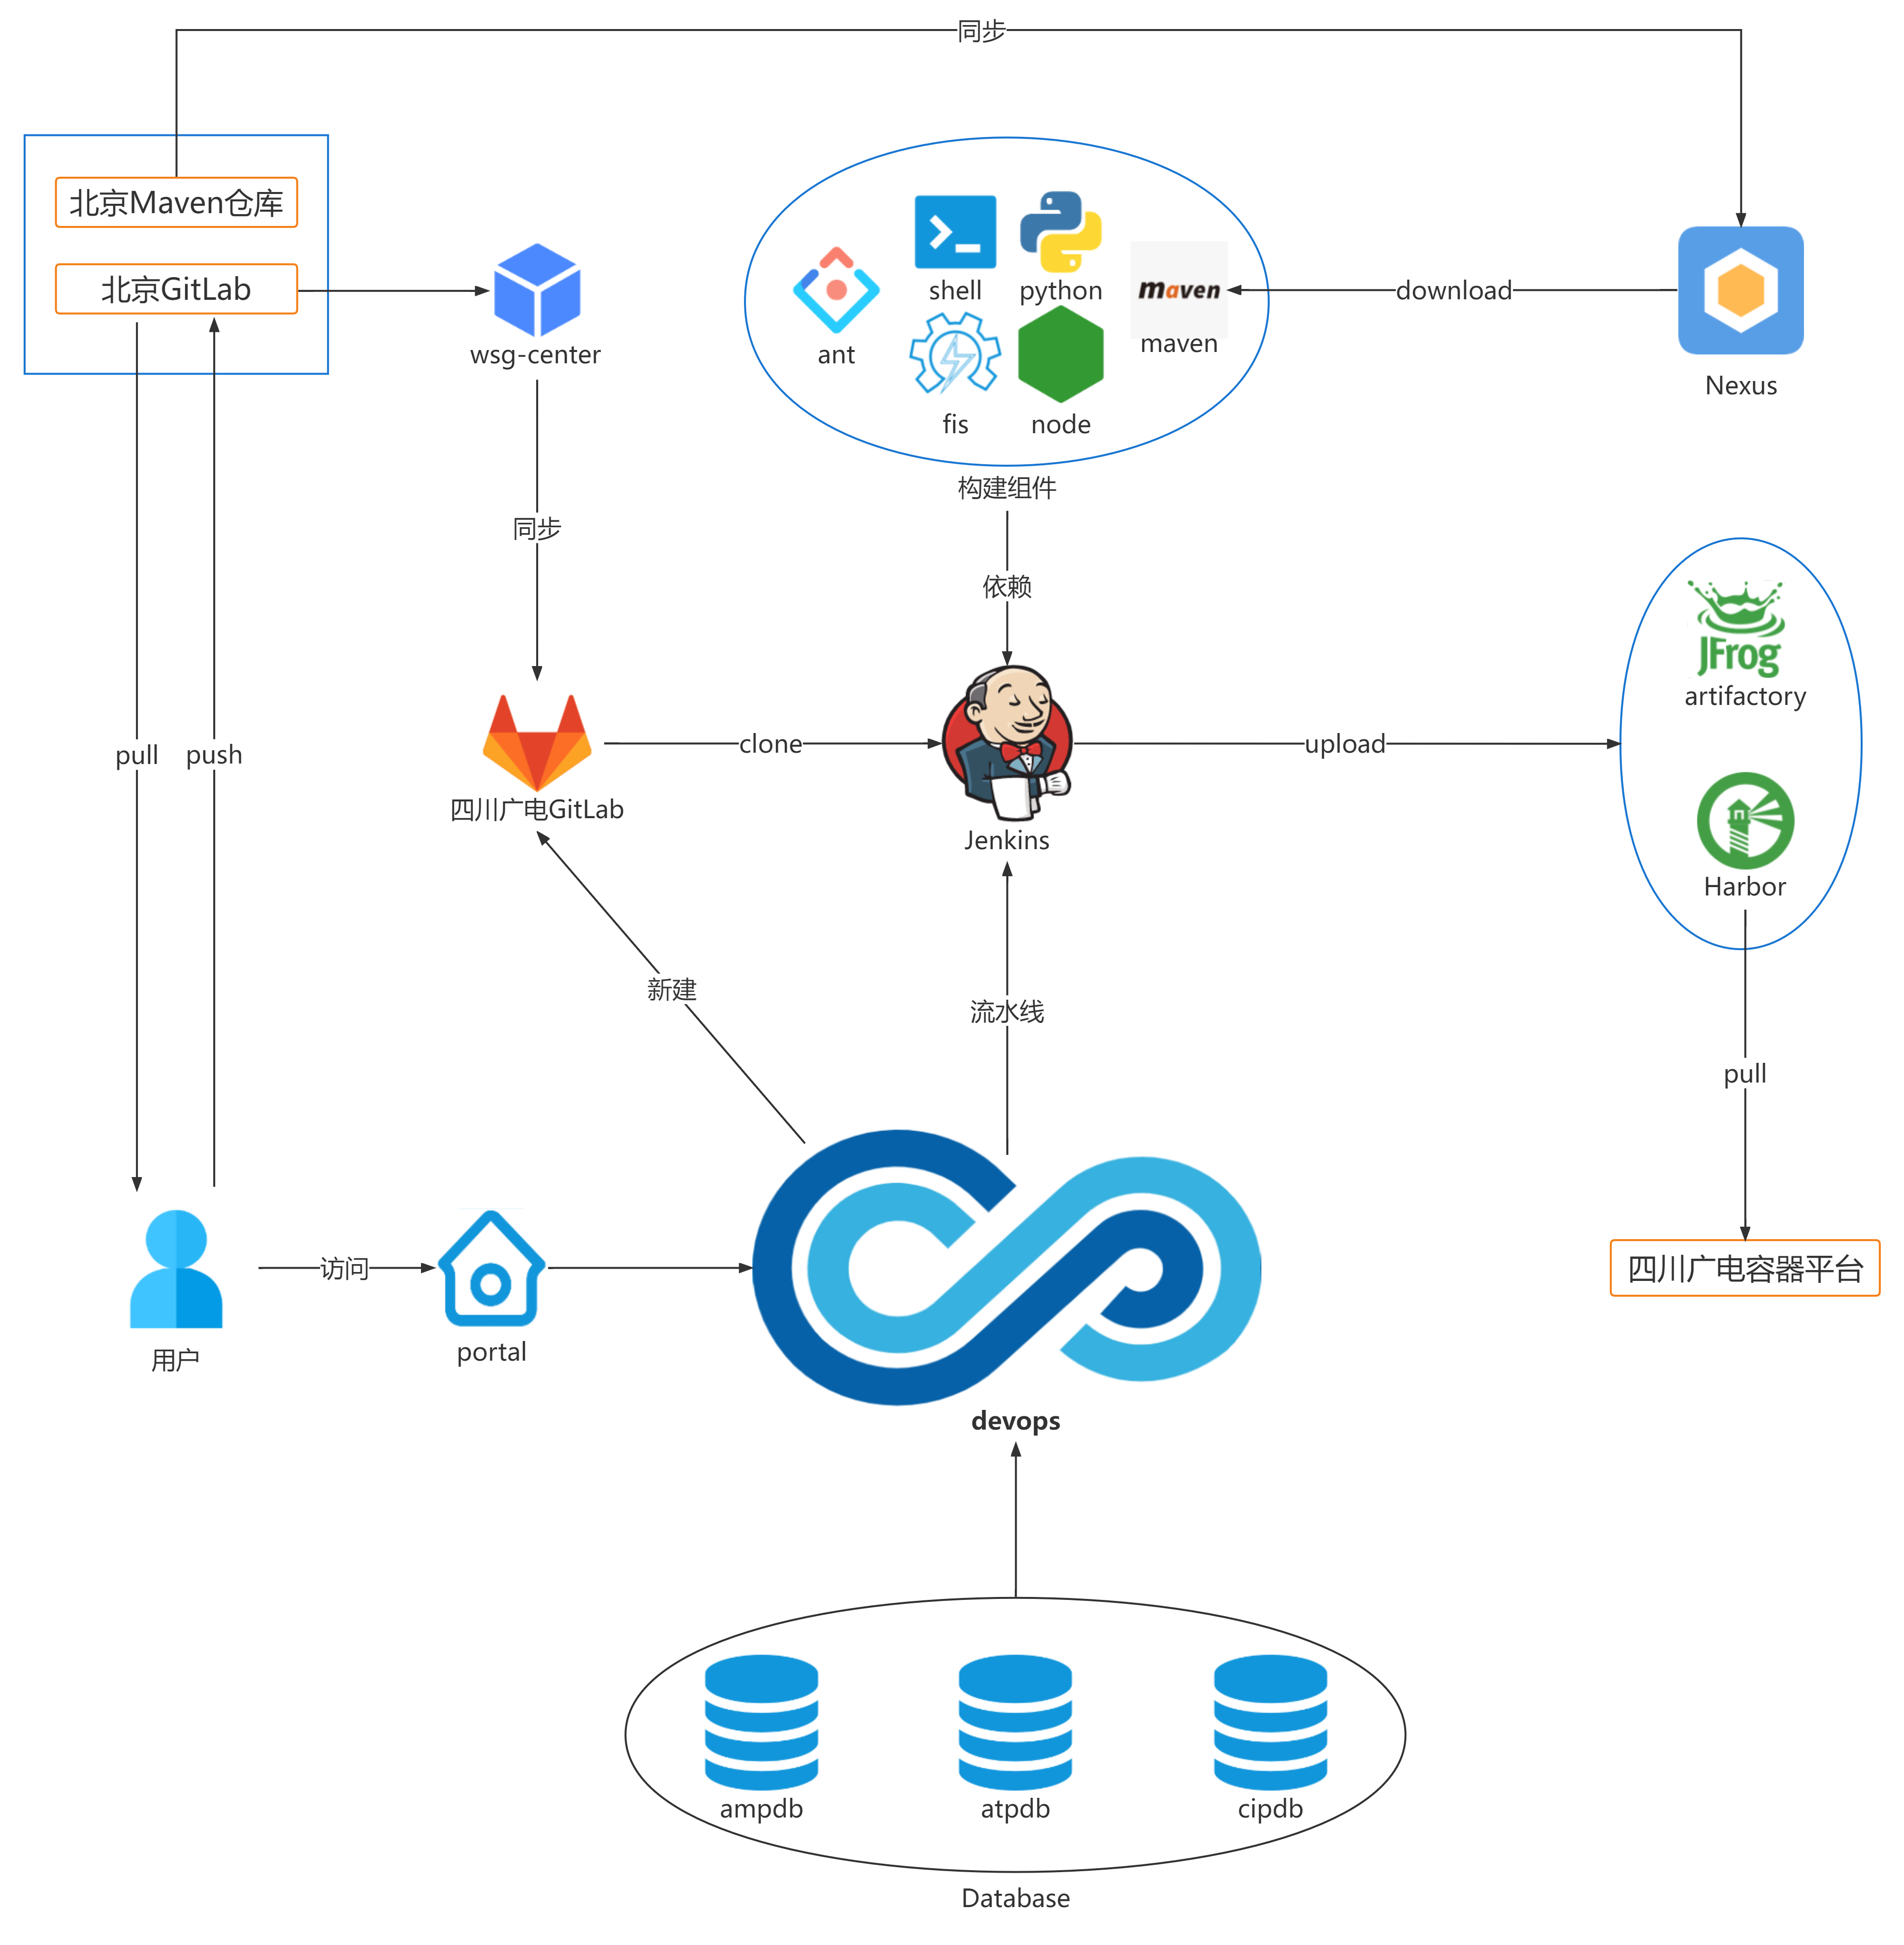 同步
北京Maven仓库
北京GitLab
wsg-center
shell
python
maven
maven
ant
fis
node
download
Nexus
构建组件
同步
依赖
JFrog
artifactory
pull
push
clone
upload
四川广电GitLab
Jenkins
Harbor
新建
流水线
pull
访问
四川广电容器平台
用户
portal
devops
ampdb
atpdb
cipdb
Database